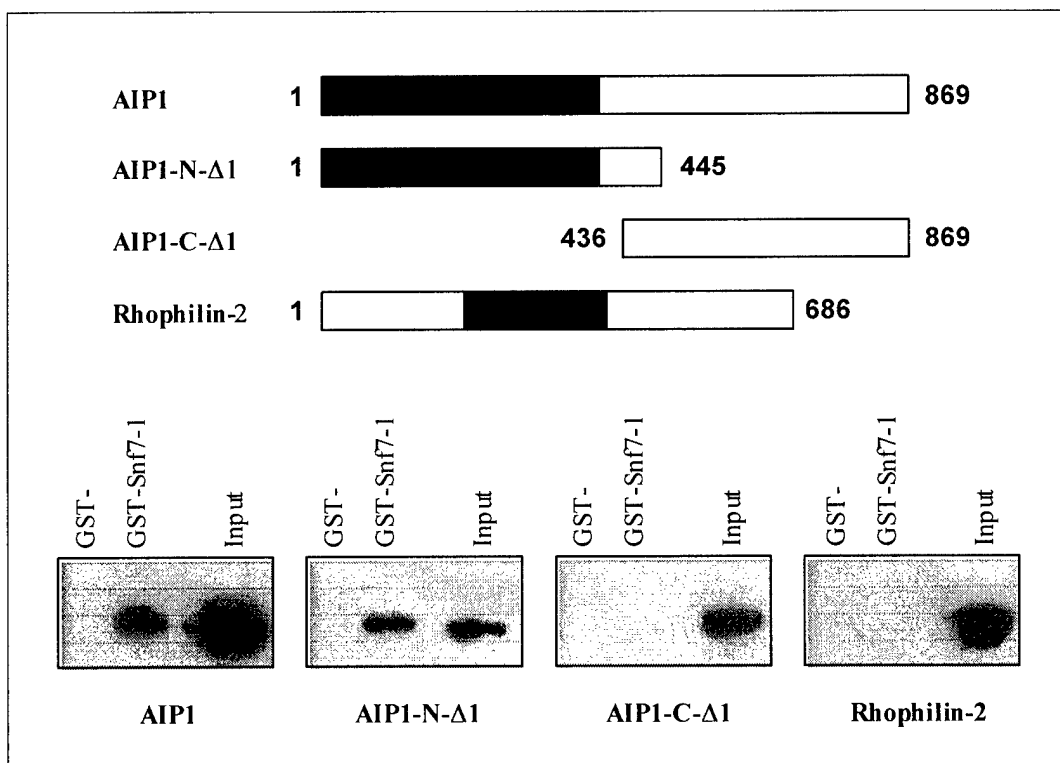 AIP1 1 869
AIP1-N-Δ1 1 445
AIP1-C-Δ1 436 869
Rhophilin-2 1 686
GST- GST-Snf7-1 Input GST- GST-Snf7-1 Input GST- GST-Snf7-1 Input GST- GST-Snf7-1 Input
AIP1 AIP1-N-Δ1 AIP1-C-Δ1 Rhophilin-2